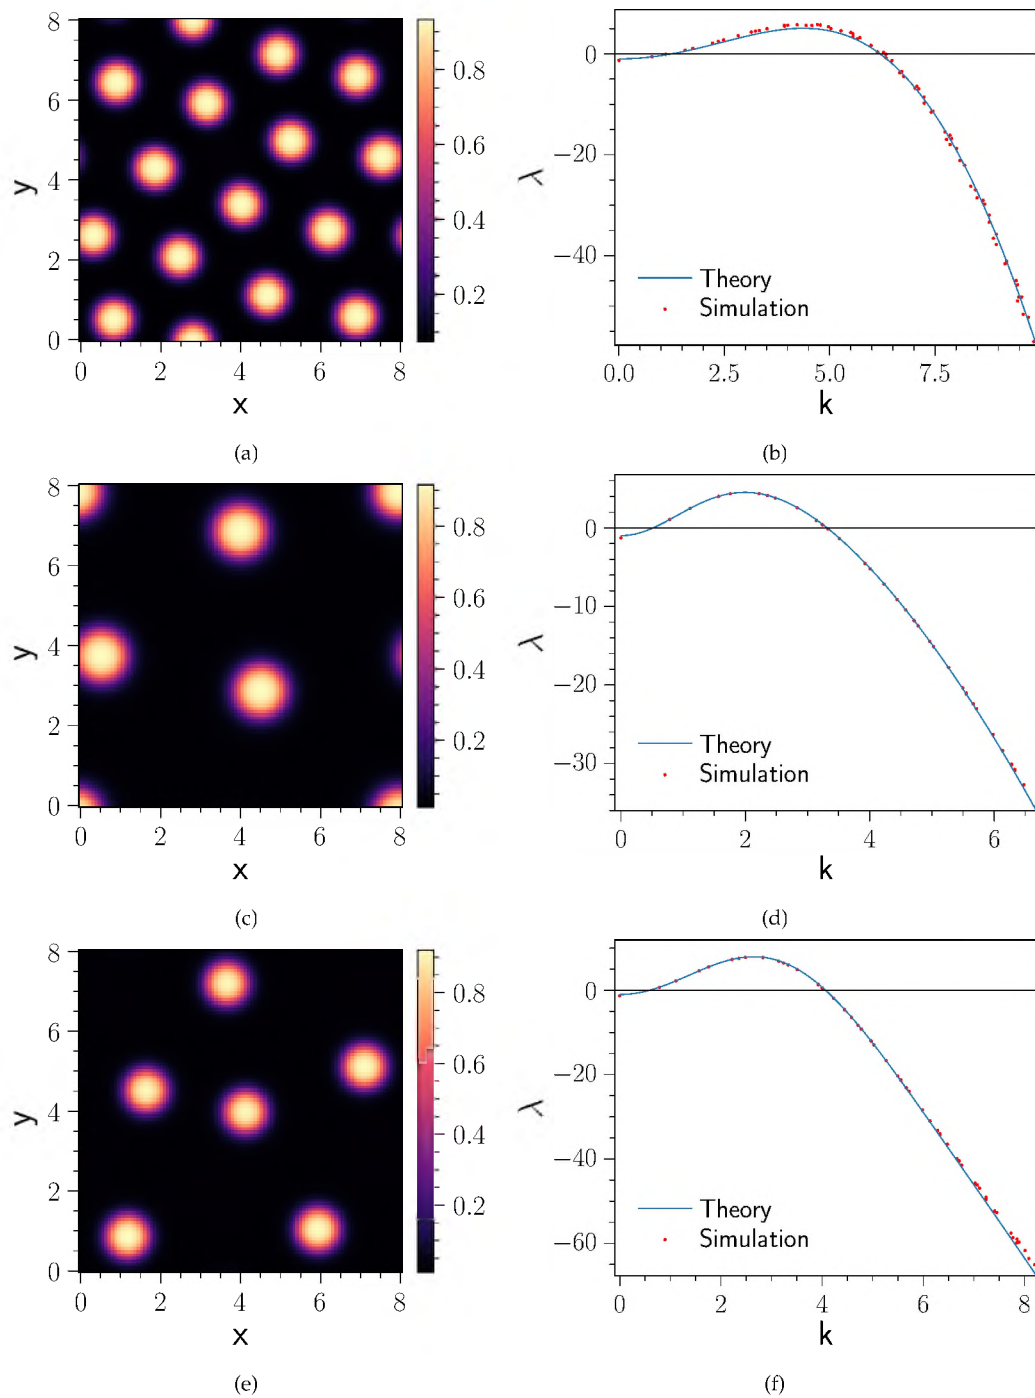 8
6
4
2
0
y
0 2 4 6 8
x
0.8
0.6
0.4
0.2
(a)
0
−20
−40
λ
Theory
Simulation
0.0 2.5 5.0 7.5
k
(b)
8
6
4
2
0
y
0 2 4 6 8
x
0.8
0.6
0.4
0.2
(c)
0
−10
−20
−30
λ
Theory
Simulation
0 2 4 6
k
(d)
8
6
4
2
0
y
0 2 4 6 8
x
0.8
0.6
0.4
0.2
(e)
0
−20
−40
−60
λ
Theory
Simulation
0 2 4 6 8
k
(f)